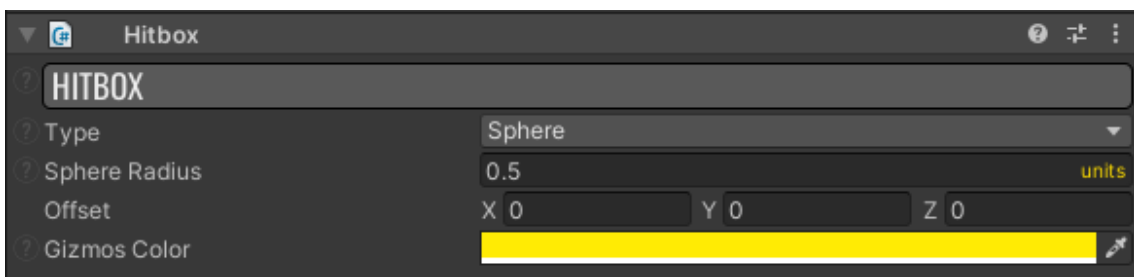 Hitbox
HITBOX
Type Sphere
Sphere Radius 0.5 units
Offset X 0 Y 0 Z 0
Gizmos Color